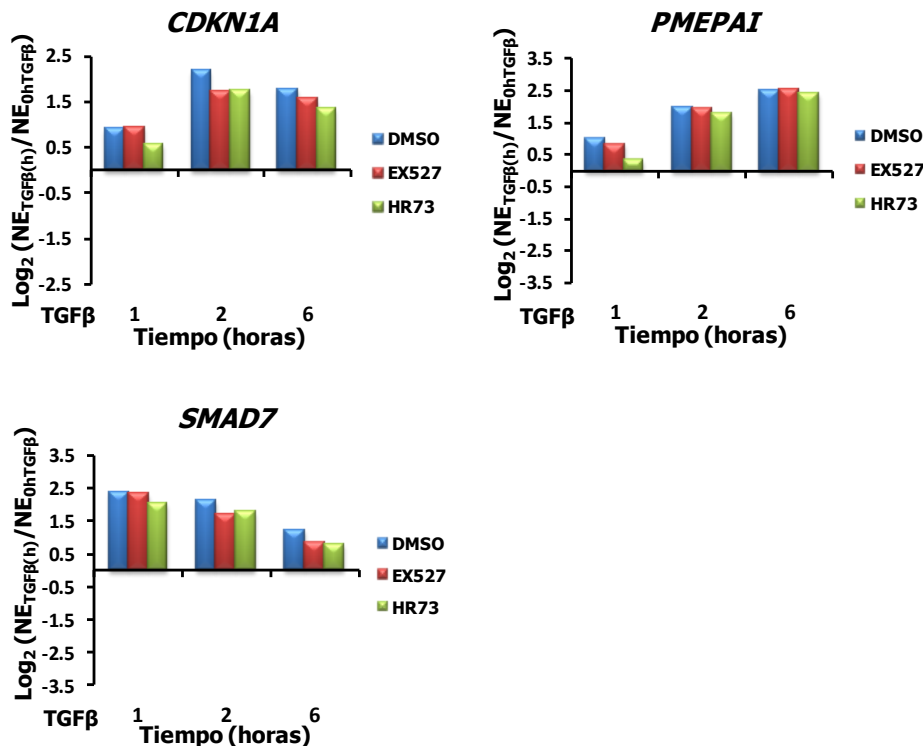 CDKN1A
Log2 (NETGFβ(h)/NE0hTGFβ)
2.5
1.5
0.5
-0.5
-1.5
-2.5
DMSO
EX527
HR73
TGFβ 1 2 6
Tiempo (horas)
PMEPAI
Log2 (NETGFβ(h)/NE0hTGFβ)
3.5
2.5
1.5
0.5
-0.5
-1.5
-2.5
-3.5
DMSO
EX527
HR73
TGFβ 1 2 6
Tiempo (horas)
SMAD7
Log2 (NETGFβ(h)/NE0hTGFβ)
3.5
2.5
1.5
0.5
-0.5
-1.5
-2.5
-3.5
DMSO
EX527
HR73
TGFβ 1 2 6
Tiempo (horas)